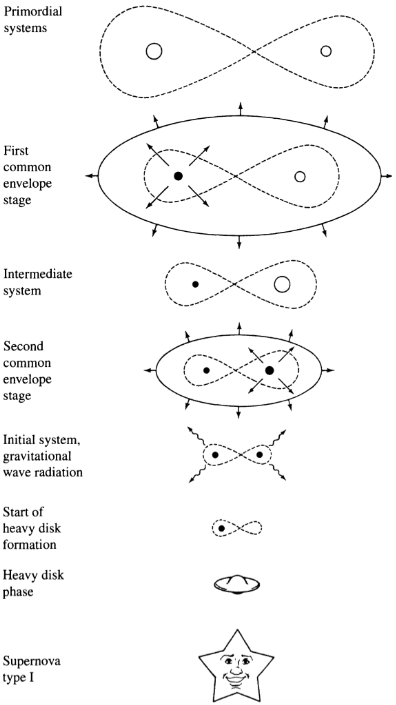 Primordial
systems
First
common
envelope
stage
Intermediate
system
Second
common
envelope
stage
Initial system,
gravitational
wave radiation
Start of
heavy disk
formation
Heavy disk
phase
Supernova
type I